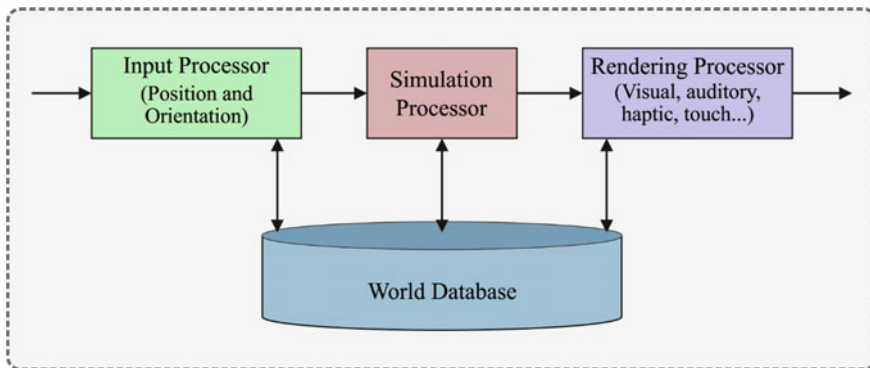 Input Processor
(Position and
Orientation)
Simulation
Processor
Rendering Processor
(Visual, auditory,
haptic, touch...)
World Database